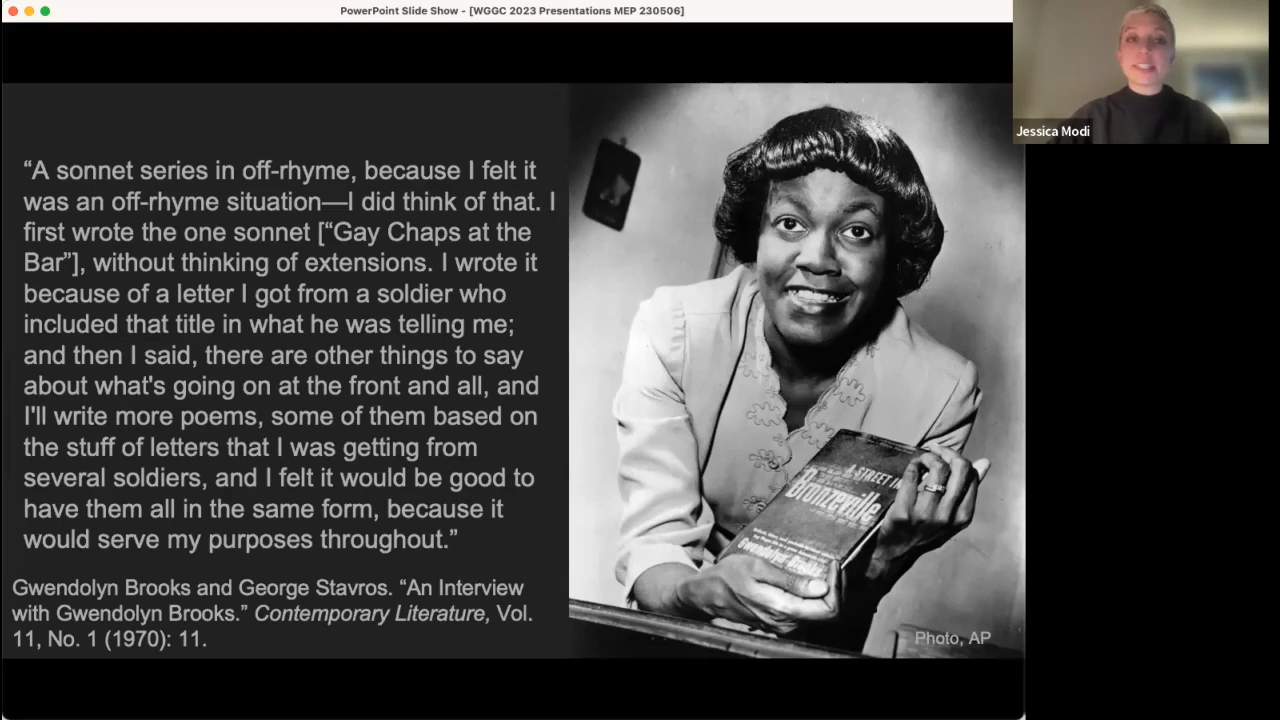 PowerPoint Slide Show - [WGGC 2023 Presentations MEP 230506]
Jessica Modi
“A sonnet series in off-rhyme, because I felt it
was an off-rhyme situation—I did think of that. I
first wrote the one sonnet [“Gay Chaps at the
Bar”], without thinking of extensions. I wrote it
because of a letter I got from a soldier who
included that title in what he was telling me;
and then I said, there are other things to say
about what's going on at the front and all, and
I'll write more poems, some of them based on
the stuff of letters that I was getting from
several soldiers, and I felt it would be good to
have them all in the same form, because it
would serve my purposes throughout.”
Gwendolyn Brooks and George Stavros. “An Interview
with Gwendolyn Brooks.” Contemporary Literature, Vol.
11, No. 1 (1970): 11.
A STREET IN
Bronzeville
Gwendolyn Brooks
Photo, AP